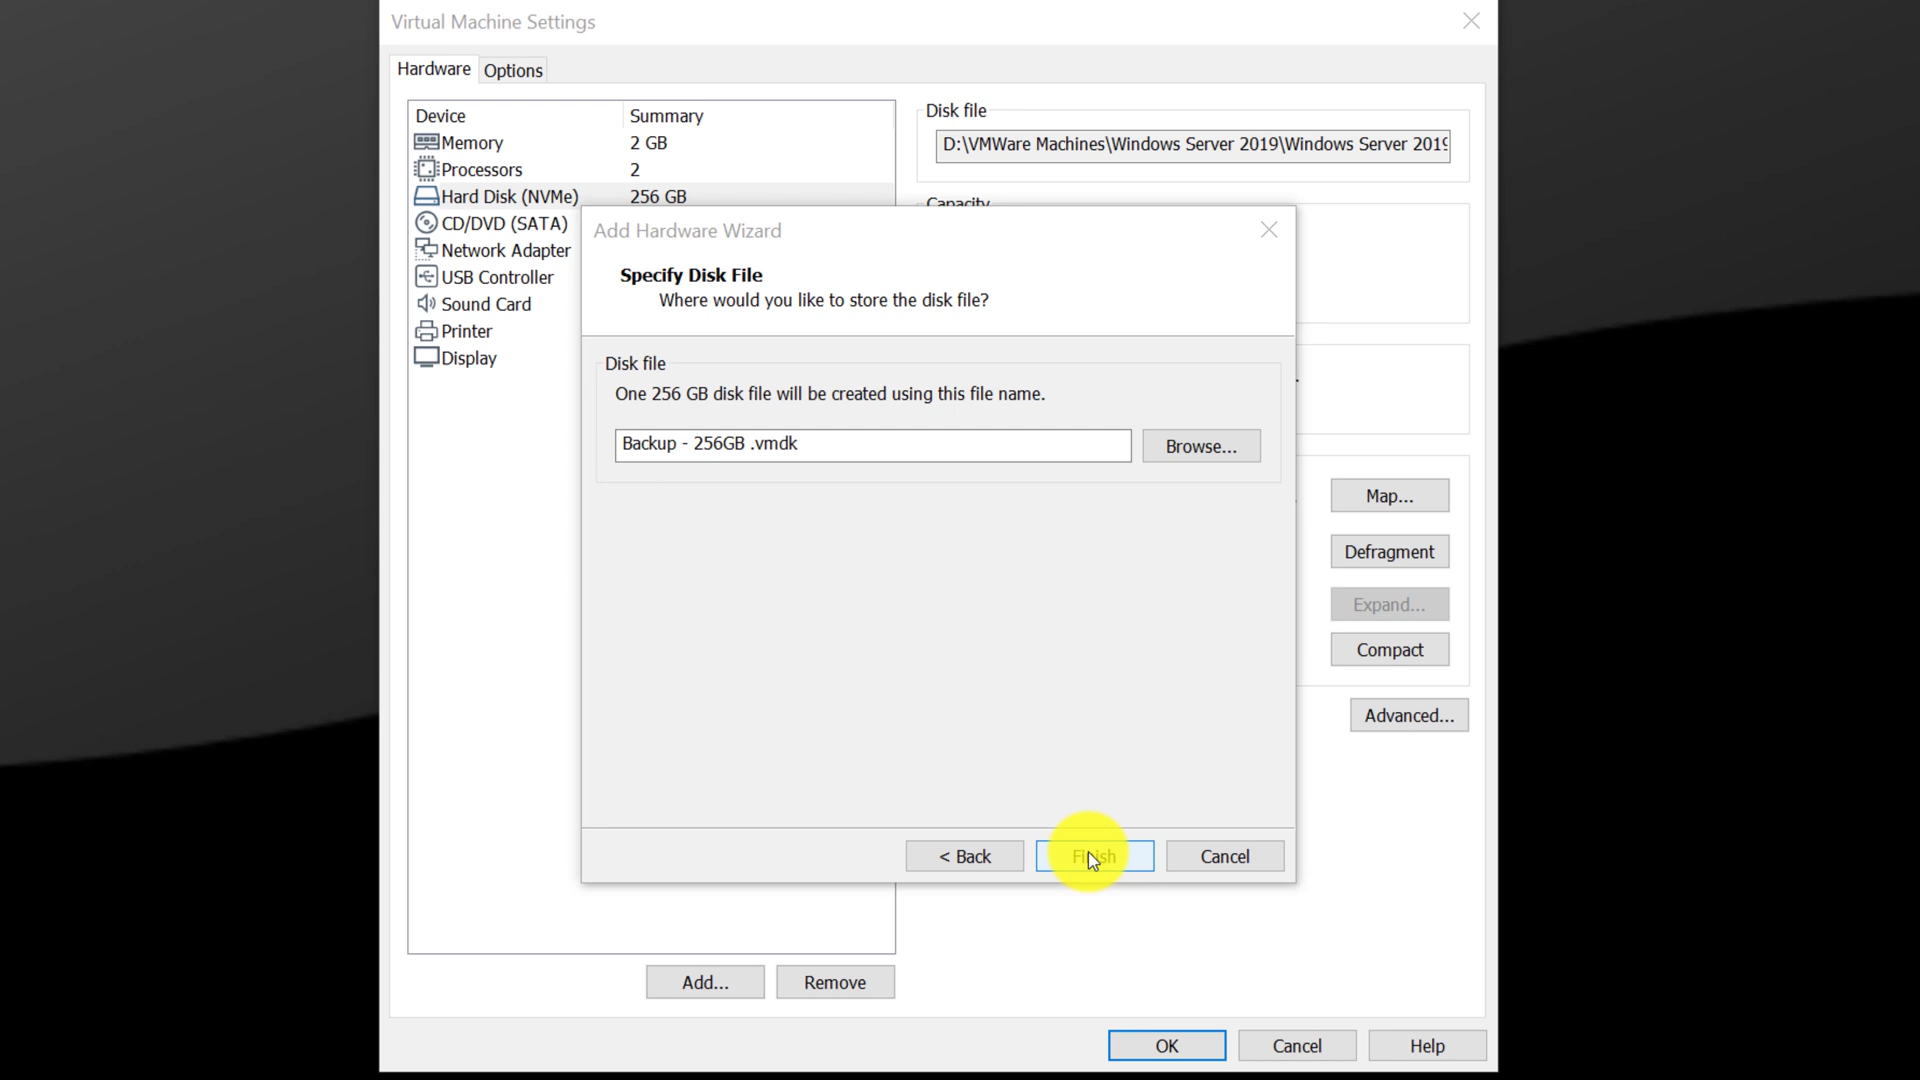 Virtual Machine Settings
Hardware
Options
Device Summary
Memory 2 GB
Processors 2
Hard Disk (NVMe) 256 GB
CD/DVD (SATA)
Network Adapter
USB Controller
Sound Card
Printer
Display
Disk file
D:\VMWare Machines\Windows Server 2019\Windows Server 2019
Capacity
Add Hardware Wizard
Specify Disk File
Where would you like to store the disk file?
Disk file
One 256 GB disk file will be created using this file name.
Backup - 256GB .vmdk
Browse...
< Back
Finish
Cancel
Map...
Defragment
Expand...
Compact
Advanced...
Add...
Remove
OK
Cancel
Help